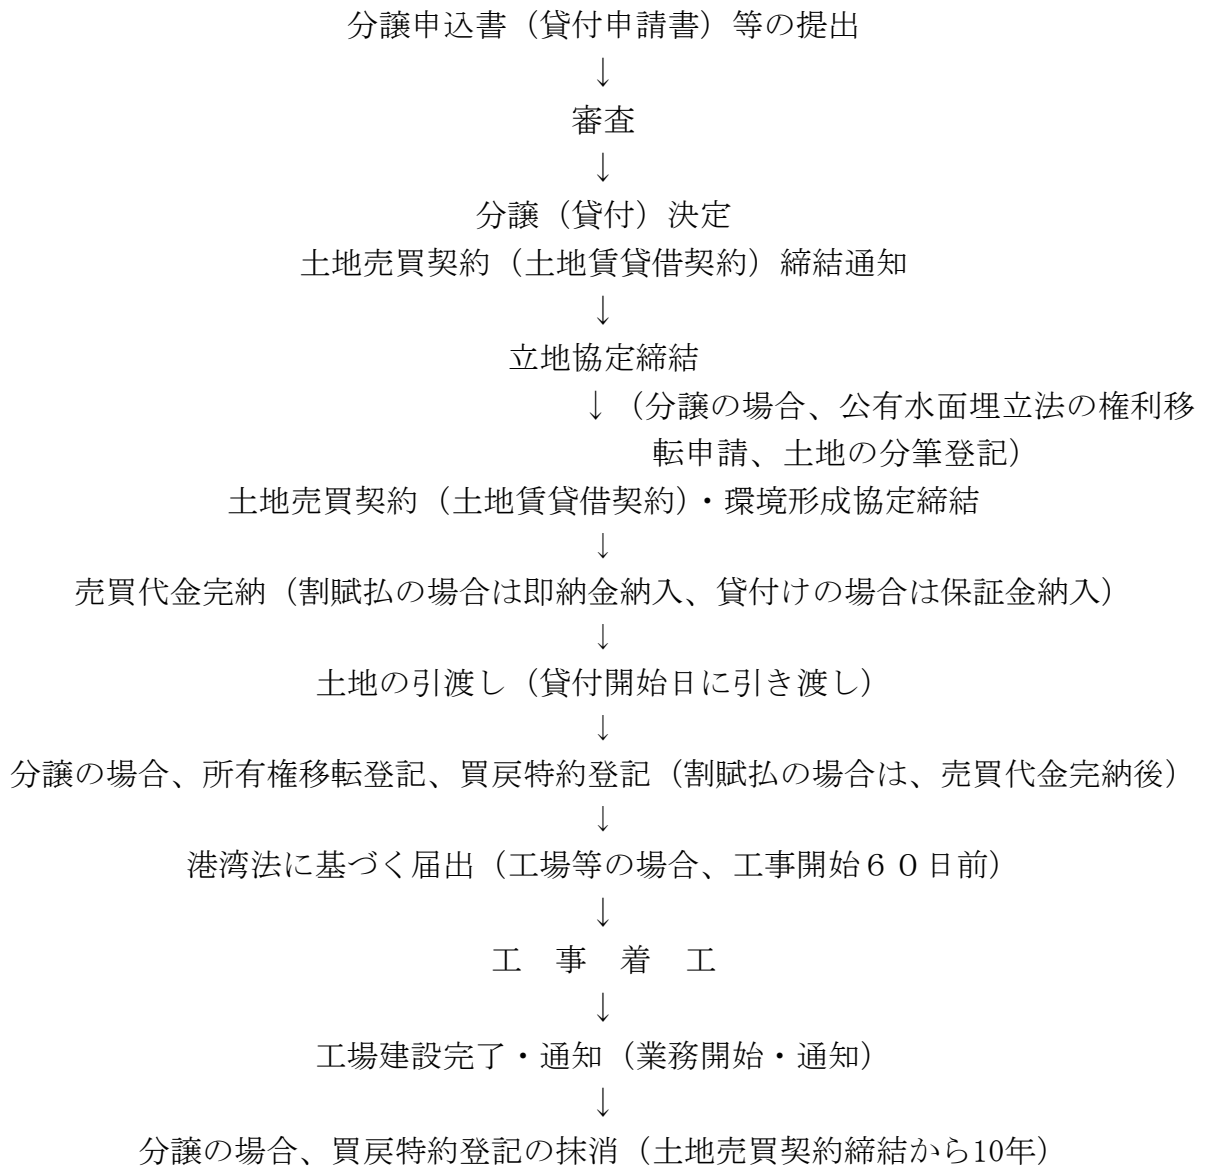 分譲申込書（貸付申請書）等の提出
↓
審査
↓
分譲（貸付）決定
土地売買契約（土地賃貸借契約）締結通知
↓
立地協定締結
↓（分譲の場合、公有水面埋立法の権利移
転申請、土地の分筆登記）
土地売買契約（土地賃貸借契約）・環境形成協定締結
↓
売買代金完納（割賦払の場合は即納金納入、貸付けの場合は保証金納入）
↓
土地の引渡し（貸付開始日に引き渡し）
↓
分譲の場合、所有権移転登記、買戻特約登記（割賦払の場合は、売買代金完納後）
↓
港湾法に基づく届出（工場等の場合、工事開始６０日前）
↓
工　事　着　工
↓
工場建設完了・通知（業務開始・通知）
↓
分譲の場合、買戻特約登記の抹消（土地売買契約締結から10年）